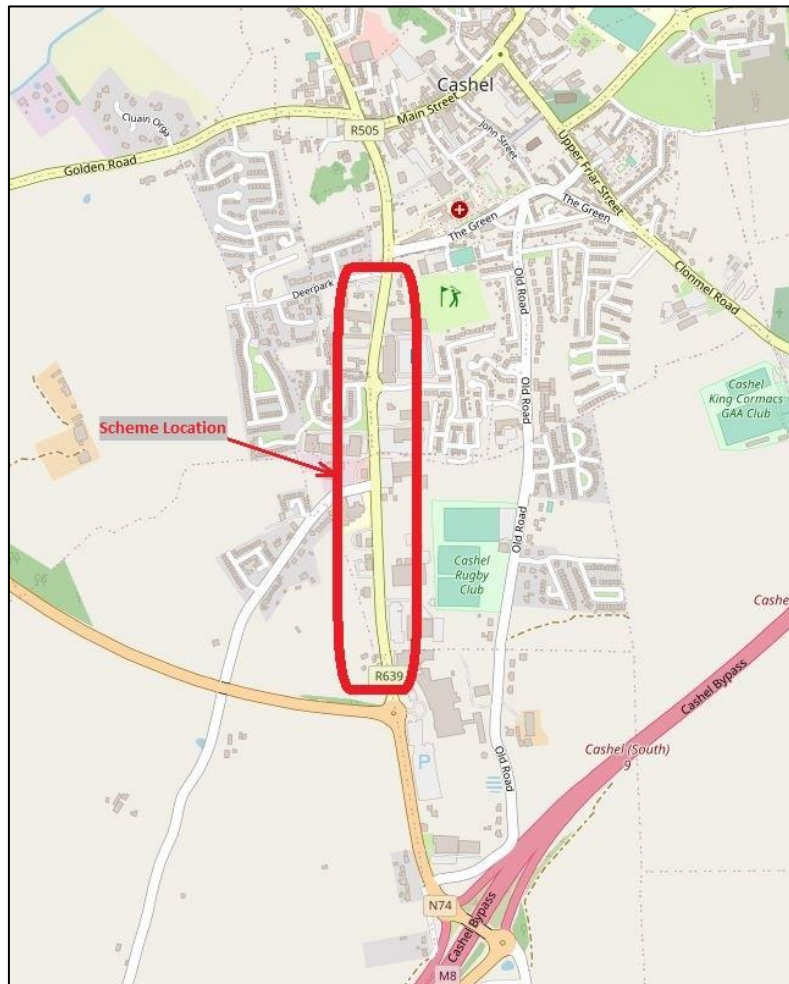 Cashel
Cluain Orga
Main Street
R505
John Street
Golden Road
Upper Friar Street
The Green
The Green
Deerpark
Old Road
Clonmel Road
Old Road
Cashel
King Cormacs
GAA Club
Scheme Location
Old Road
Cashel
Rugby
Club
Cashel
R639
Cashel Bypass
Cashel (South)
9
Old Road
P
N74
Cashel Bypass
M8